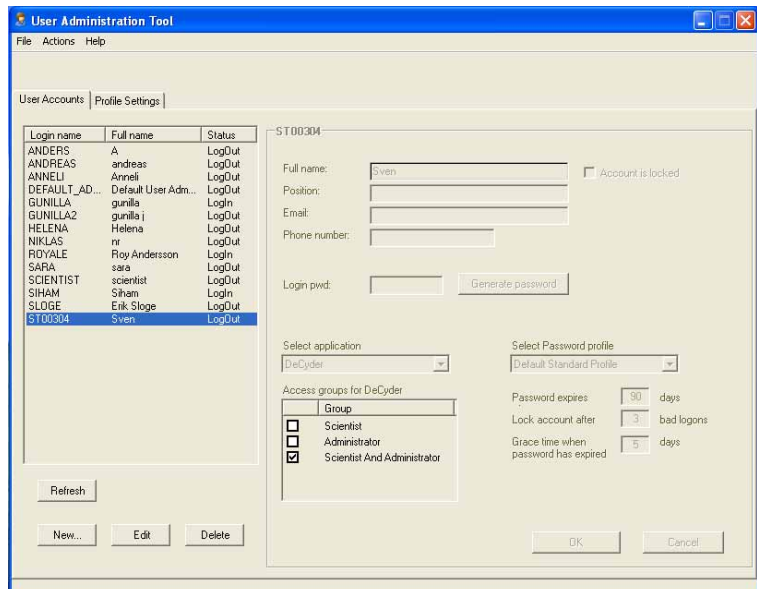 User Administration Tool
File Actions Help
User Accounts Profile Settings
Login name Full name Status
ANDERS A LogOut
ANDREAS andreas LogOut
ANNELI Anneli LogOut
DEFAULT_AD... Default User Adm... LogOut
GUNILLA gunilla LogIn
GUNILLA2 gunilla j LogOut
HELENA Helena LogOut
NIKLAS nr LogOut
ROYALE Roy Andersson LogIn
SARA sara LogOut
SCIENTIST scientist LogOut
SIHAM Siham LogIn
SLOGE Erik Sloge LogOut
ST00304 Sven LogOut
Refresh
New... Edit Delete
ST00304
Full name: Sven Account is locked
Position:
Email:
Phone number:
Login pwd: Generate password
Select application Select Password profile
DeCyder Default Standard Profile
Access groups for DeCyder
Group
Scientist
Administrator
Scientist And Administrator
Password expires 90 days
Lock account after 3 bad logons
Grace time when password has expired 5 days
OK Cancel